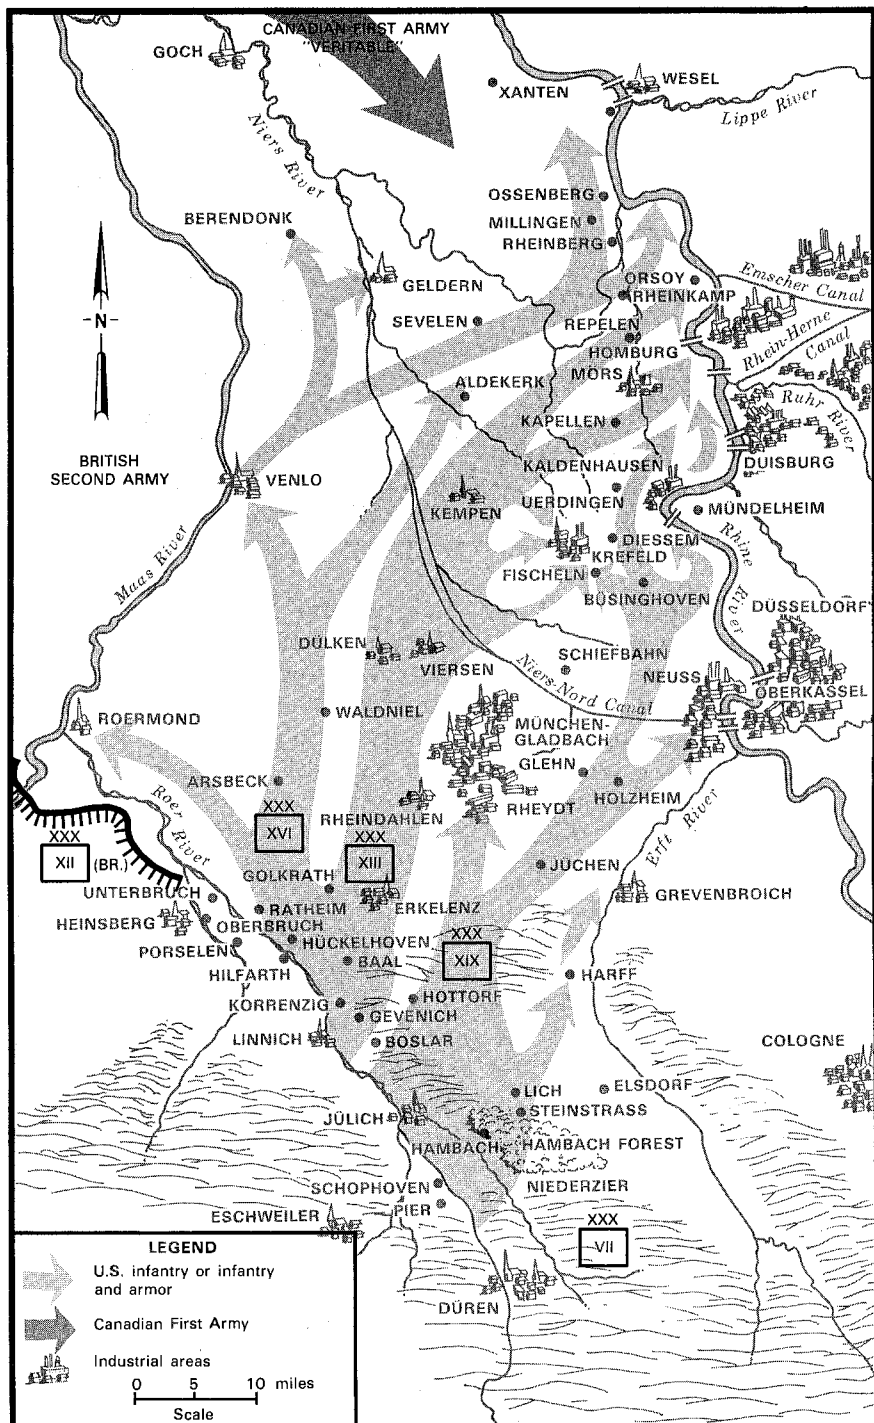 CANADIAN FIRST ARMY
"VERITABLE"
GOCH
XANTEN
WESEL
Lippe River
Niers River
OSSENBERG
MILLINGEN
RHEINBERG
BERENDONK
GELDERN
ORSOY
RHEINKAMP
Emscher Canal
-N-
SEVELEN
REPELEN
HOMBURG
Rhein-Herne
Canal
MÖRS
ALDEKERK
Ruhr River
KAPELLEN
BRITISH
SECOND ARMY
VENLO
KALDENHAUSEN
DUISBURG
KEMPEN
UERDINGEN
MÜNDELHEIM
DIESSEM
KREFELD
Maas River
FISCHELN
Rhine River
BÜSINGHOVEN
DÜSSELDORF
DÜLKEN
VIERSEN
SCHIEFBAHN
NEUSS
Niers-Nord Canal
OBERKASSEL
ROERMOND
WALDNIEL
MÜNCHEN-
GLADBACH
GLEHN
ARSBECK
Roer River
RHEINDAHLEN
RHEYDT
HOLZHEIM
Erft River
XXX
XVI
XXX
XIII
XXX
XII
(BR.)
JÜCHEN
GOLKRATH
UNTERBRUCH
ERKELENZ
GREVENBROICH
HEINSBERG
RATHEIM
OBERBRUCH
XXX
XIX
HÜCKELHOVEN
PORSELEN
BAAL
HILFARTH
HARFF
KORRENZIG
HOTTORF
GEVENICH
LINNICH
BOSLAR
COLOGNE
LICH
ELSDORF
JÜLICH
STEINSTRASS
HAMBACH
HAMBACH FOREST
SCHOPHOVEN
NIEDERZIER
ESCHWEILER
PIER
XXX
VII
DÜREN
LEGEND
U.S. infantry or infantry
and armor
Canadian First Army
Industrial areas
0 5 10 miles
Scale